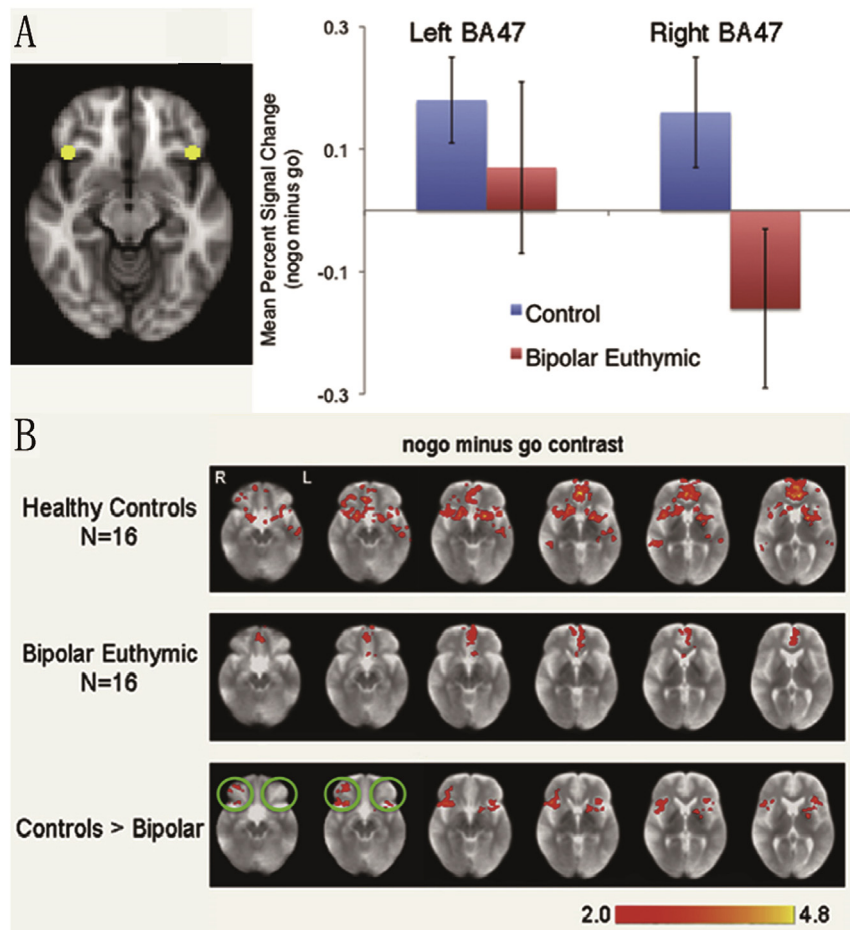 A
Left BA47
Right BA47
Mean Percent Signal Change
(nogo minus go)
0.3
0.1
-0.1
-0.3
Control
Bipolar Euthymic
B
nogo minus go contrast
R
L
Healthy Controls
N=16
Bipolar Euthymic
N=16
Controls > Bipolar
2.0
4.8